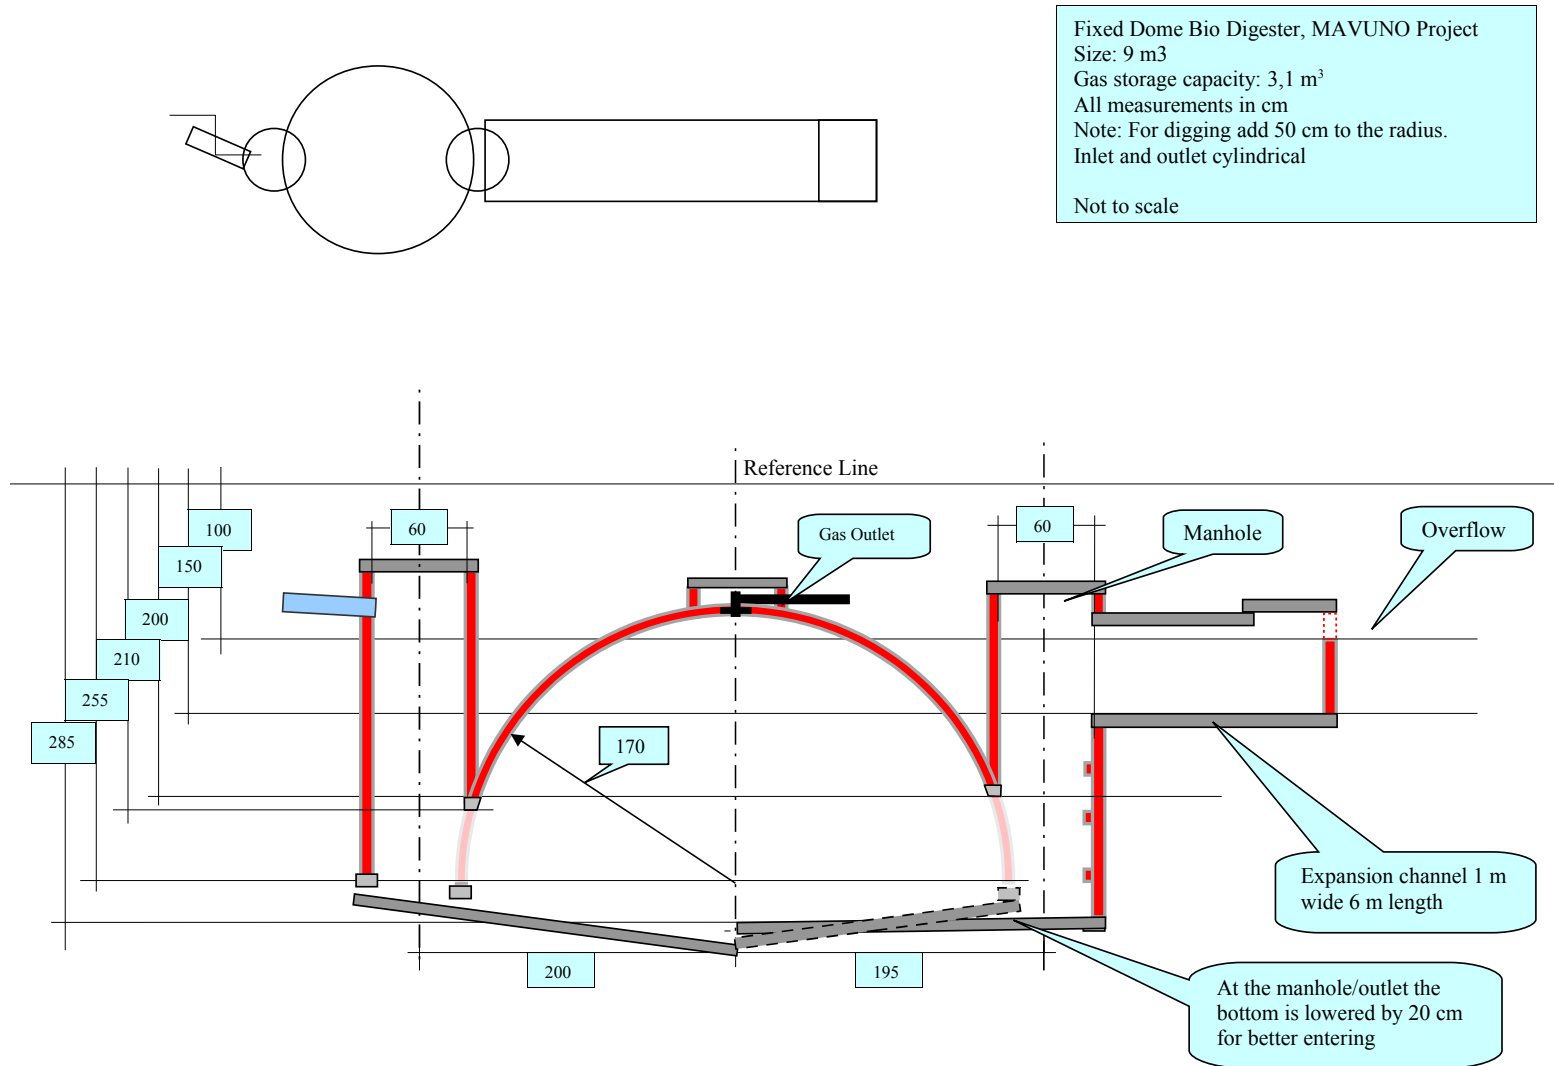 Fixed Dome Bio Digester, MAVUNO Project
Size: 9 m3
Gas storage capacity: 3,1 m³
All measurements in cm
Note: For digging add 50 cm to the radius.
Inlet and outlet cylindrical
Not to scale
Reference Line
100
60
Gas Outlet
60
Manhole
Overflow
150
200
210
255
285
170
Expansion channel 1 m
wide 6 m length
200
195
At the manhole/outlet the
bottom is lowered by 20 cm
for better entering